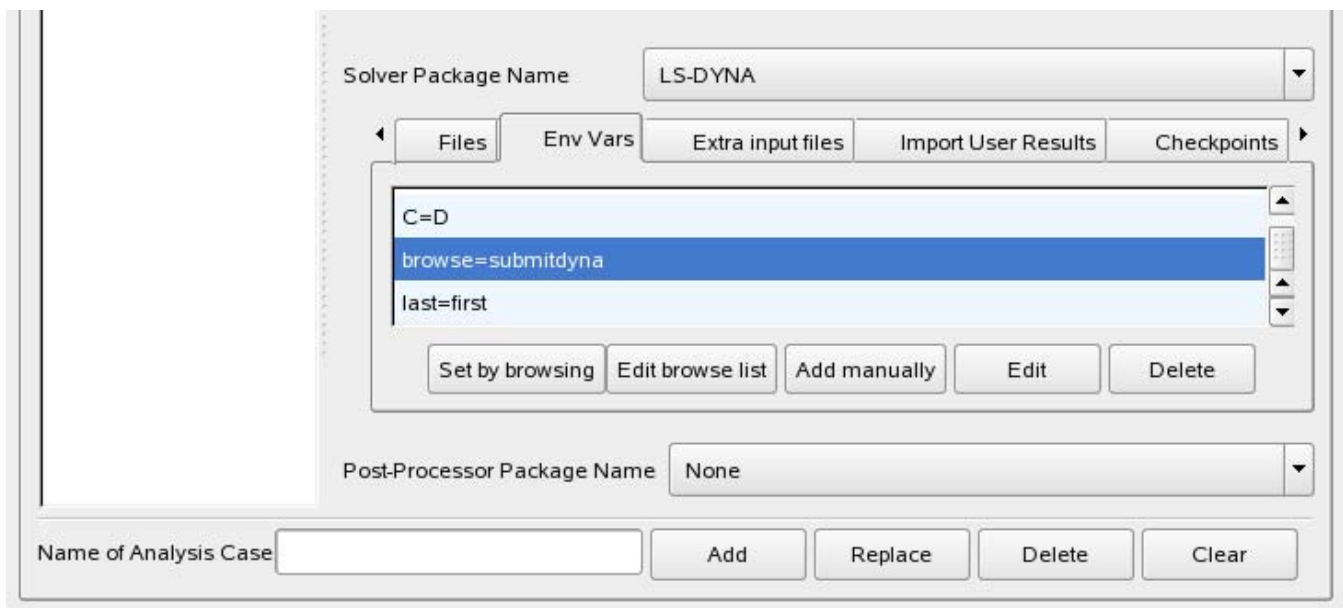 Solver Package Name LS-DYNA
Files Env Vars Extra input files Import User Results Checkpoints
C=D
browse=submitdyna
last=first
Set by browsing Edit browse list Add manually Edit Delete
Post-Processor Package Name None
Name of Analysis Case Add Replace Delete Clear